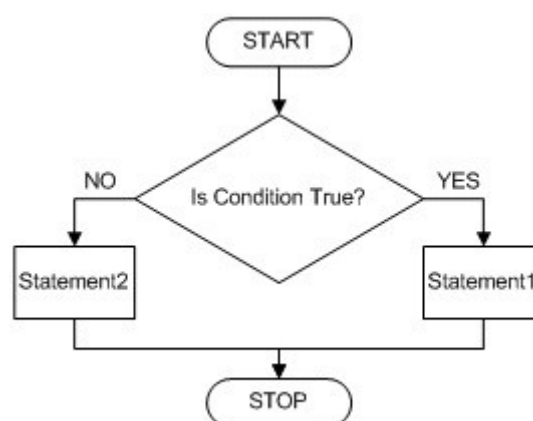 START
Is Condition True?
NO
YES
Statement2
Statement1
STOP